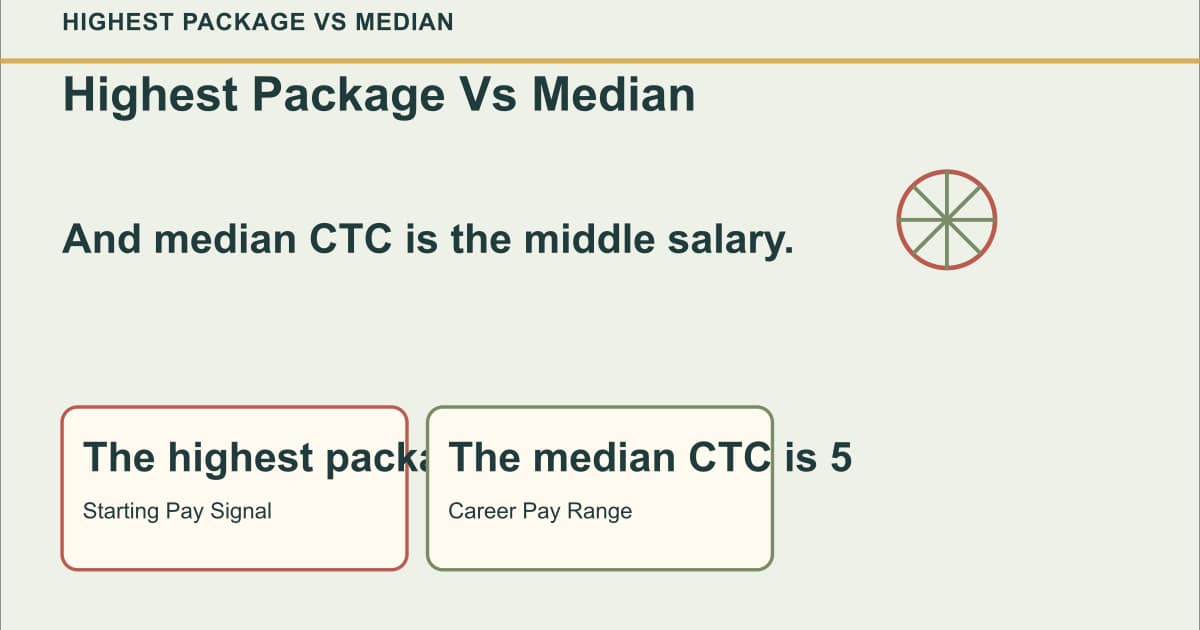 HIGHEST PACKAGE VS MEDIAN
Highest Package Vs Median
And median CTC is the middle salary.
The highest
Starting Pay Signal
The median CTC is 5
Career Pay Range